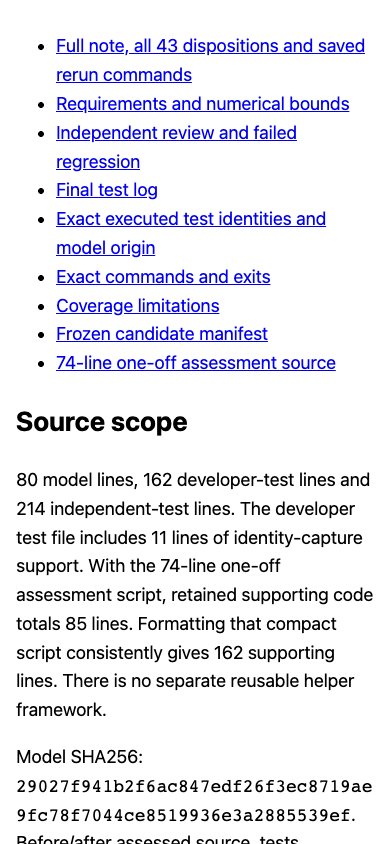 Full note, all 43 dispositions and saved
rerun commands
Requirements and numerical bounds
Independent review and failed
regression
Final test log
Exact executed test identities and
model origin
Exact commands and exits
Coverage limitations
Frozen candidate manifest
74-line one-off assessment source
Source scope
80 model lines, 162 developer-test lines and
214 independent-test lines. The developer
test file includes 11 lines of identity-capture
support. With the 74-line one-off
assessment script, retained supporting code
totals 85 lines. Formatting that compact
script consistently gives 162 supporting
lines. There is no separate reusable helper
framework.
Model SHA256:
29027f941b2f6ac847edf26f3ec8719ae
9fc78f7044ce8519936e3a2885539ef.
Before/after assessed source, tests